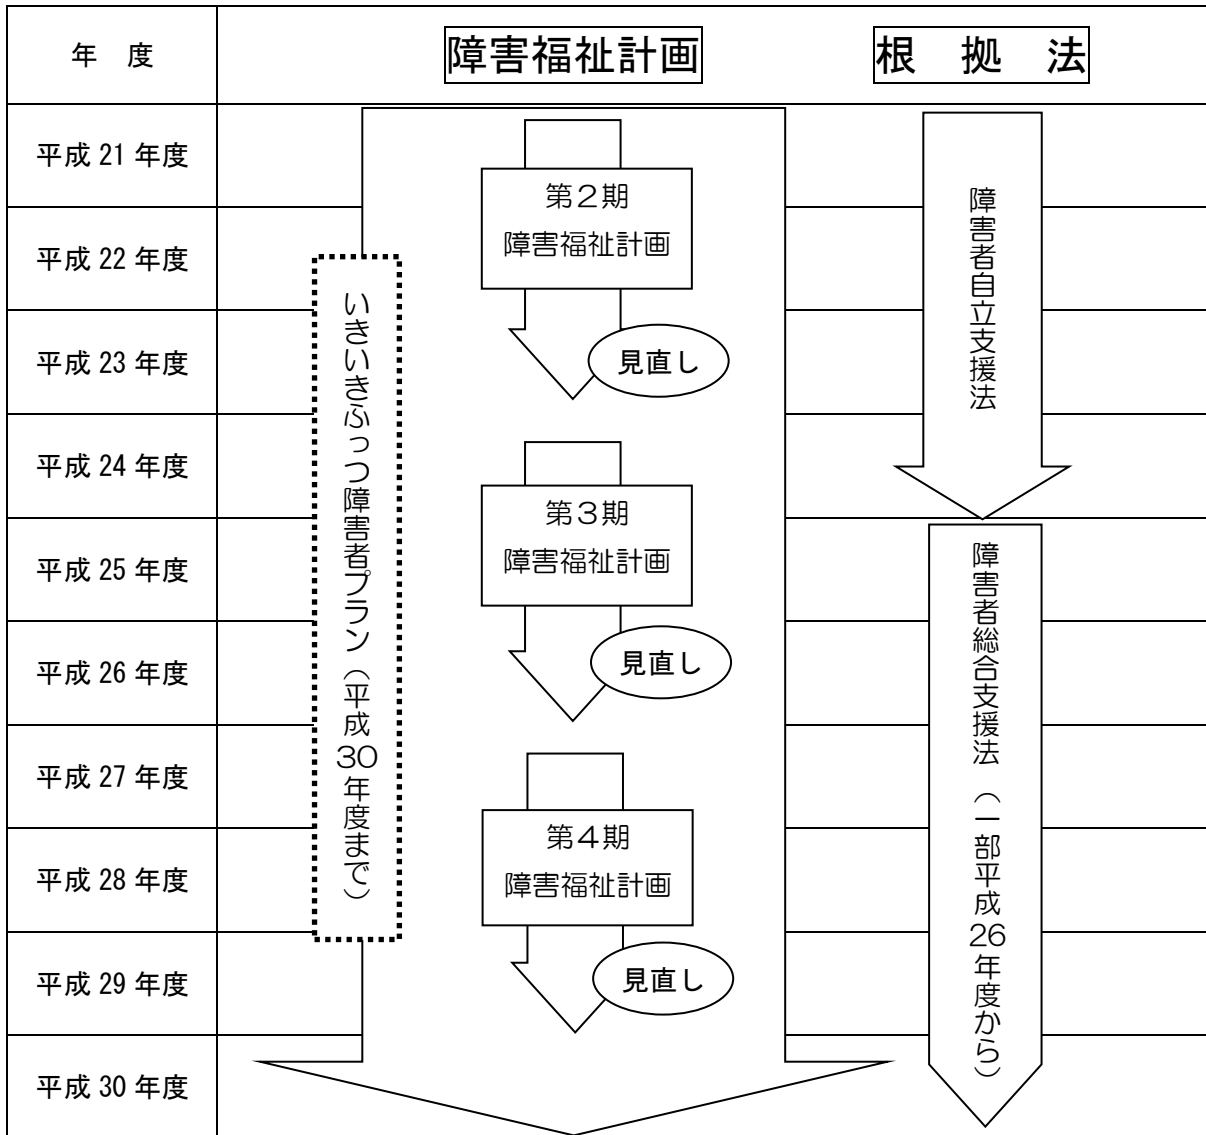 年　度
障害福祉計画
根　拠　法
平成 21 年度
平成 22 年度
平成 23 年度
平成 24 年度
平成 25 年度
平成 26 年度
平成 27 年度
平成 28 年度
平成 29 年度
平成 30 年度
いきいきふっつ障害者プラン（平成30年度まで）
第２期
障害福祉計画
見直し
第３期
障害福祉計画
見直し
第４期
障害福祉計画
見直し
障害者自立支援法
障害者総合支援法（一部平成26年度から）